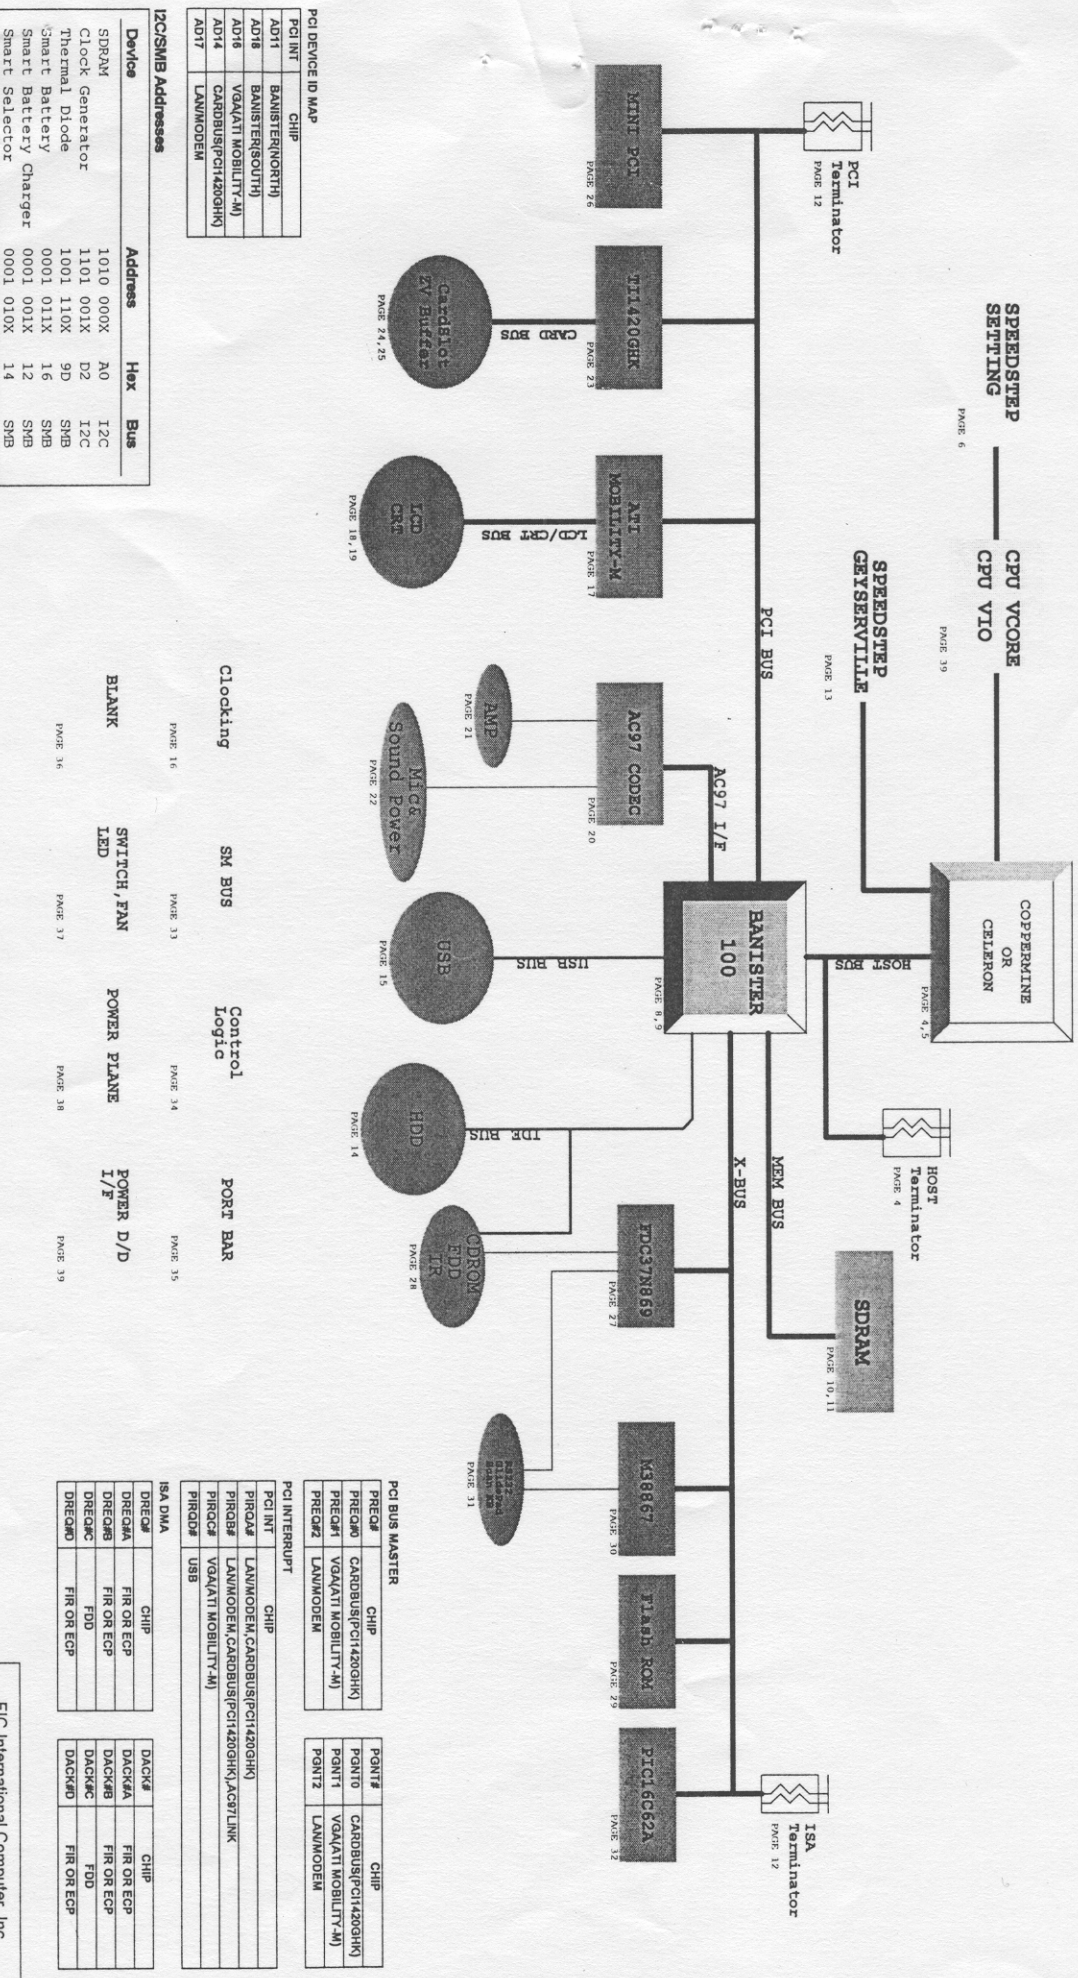 SPEEDSTEP
SETTING
PAGE 6
CPU VCORE
CPU VIO
PAGE 39
SPEEDSTEP
GEYSERVILLE
PAGE 13
COPPERMINE
OR
CELERON
PAGE 4,5
HOST BUS
HOST
Terminator
PAGE 4
PCI
Terminator
PAGE 12
PCI BUS
AC97 I/F
BANISTER
100
PAGE 8,9
MEM BUS
X-BUS
SDRAM
PAGE 10,11
ISA
Terminator
PAGE 12
MINI PCI
PAGE 26
TI1420GHK
PAGE 23
ATI
MOBILITY-M
PAGE 17
AC97 CODEC
PAGE 20
FDC37N869
PAGE 27
M38867
PAGE 30
Flash ROM
PAGE 29
PIC16C62A
PAGE 32
CARD BUS
LCD/CRT BUS
USB BUS
IDE BUS
CardSlot
ZV Buffer
PAGE 24,25
LCD
CRT
PAGE 18,19
AMP
PAGE 21
Mic&
Sound Power
PAGE 22
USB
PAGE 15
HDD
PAGE 14
CDROM
FDD
IR
PAGE 28
RS232
GlidePad
Scan KB
PAGE 31
PCI DEVICE ID MAP
PCI INT CHIP
AD11 BANISTER(NORTH)
AD18 BANISTER(SOUTH)
AD16 VGA(ATI MOBILITY-M)
AD14 CARDBUS(PCI1420GHK)
AD17 LAN/MODEM
I2C/SMB Addresses
Device Address Hex Bus
SDRAM 1010 000X A0 I2C
Clock Generator 1101 001X D2 I2C
Thermal Diode 1001 110X 9D SMB
Smart Battery 0001 011X 16 SMB
Smart Battery Charger 0001 001X 12 SMB
Smart Selector 0001 010X 14 SMB
Clocking
PAGE 16
SM BUS
PAGE 33
Control
Logic
PAGE 34
PORT BAR
PAGE 35
BLANK
PAGE 36
SWITCH,FAN
LED
PAGE 37
POWER PLANE
PAGE 38
POWER D/D
I/F
PAGE 39
PCI BUS MASTER
PREQ# CHIP
PREQ#0 CARDBUS(PCI1420GHK)
PREQ#1 VGA(ATI MOBILITY-M)
PREQ#2 LAN/MODEM
PGNT# CHIP
PGNT0 CARDBUS(PCI1420GHK)
PGNT1 VGA(ATI MOBILITY-M)
PGNT2 LAN/MODEM
PCI INTERRUPT
PCI INT CHIP
PIRQA# LAN/MODEM,CARDBUS(PCI1420GHK)
PIRQB# LAN/MODEM,CARDBUS(PCI1420GHK),AC97LINK
PIRQC# VGA(ATI MOBILITY-M)
PIRQD# USB
ISA DMA
DREQ# CHIP
DREQ#A FIR OR ECP
DREQ#B FIR OR ECP
DREQ#C FDD
DREQ#D FIR OR ECP
DACK# CHIP
DACK#A FIR OR ECP
DACK#B FIR OR ECP
DACK#C FDD
DACK#D FIR OR ECP
FIC International Computer, Inc